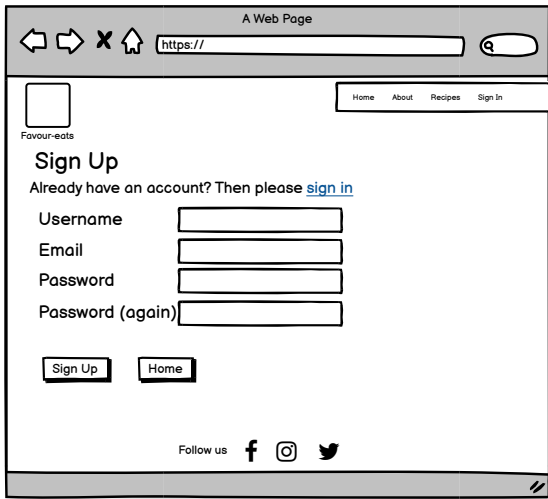 A Web Page
https://
Home About Recipes Sign In
Favour-eats
Sign Up
Already have an account? Then please sign in
Username
Email
Password
Password (again)
Sign Up Home
Follow us